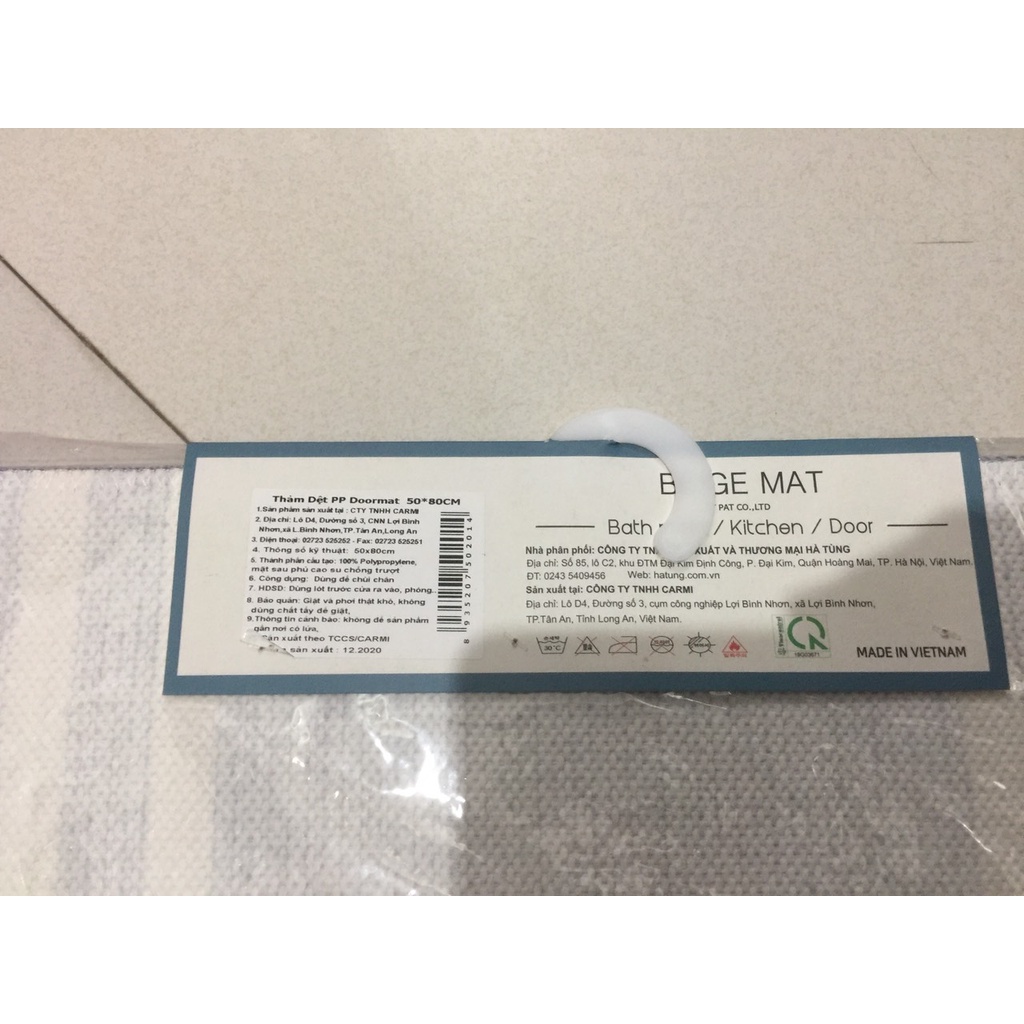 Thảm Dệt PP Doormat 50*80CM
1.Sản phẩm sản xuất tại : CTY TNHH CARMI
2. Địa chỉ: Lô D4, Đường số 3, CNN Lợi Bình
Nhơn,xã L.Bình Nhơn,TP.Tân An,Long An
3. Điện thoại: 02723 525252 - Fax: 02723 525251
4. Thông số kỹ thuật: 50x80cm
5. Thành phần cấu tạo: 100% Polypropylene,
mặt sau phủ cao su chống trượt
6. Công dụng: Dùng để chùi chân
7. HDSD: Dùng lót trước cửa ra vào, phòng..
8. Bảo quản: Giặt và phơi thật khô, không
dùng chất tẩy để giặt,
9.Thông tin cảnh báo: không để sản phẩm
gần nơi có lửa,
Sản xuất theo TCCS/CARMI
sản xuất : 12.2020
8935207502014
GE MAT
PAT CO.,LTD
Bath / Kitchen / Door
Nhà phân phối: CÔNG TY XUẤT VÀ THƯƠNG MẠI HÀ TÙNG
Địa chỉ: Số 85, lô C2, khu ĐTM Đại Kim Định Công, P. Đại Kim, Quận Hoàng Mai, TP. Hà Nội, Việt Nam.
ĐT: 0243 5409456 Web: hatung.com.vn
Sản xuất tại: CÔNG TY TNHH CARMI
Địa chỉ: Lô D4, Đường số 3, cụm công nghiệp Lợi Bình Nhơn, xã Lợi Bình Nhơn,
TP.Tân An, Tỉnh Long An, Việt Nam.
30°C
CR
MADE IN VIETNAM